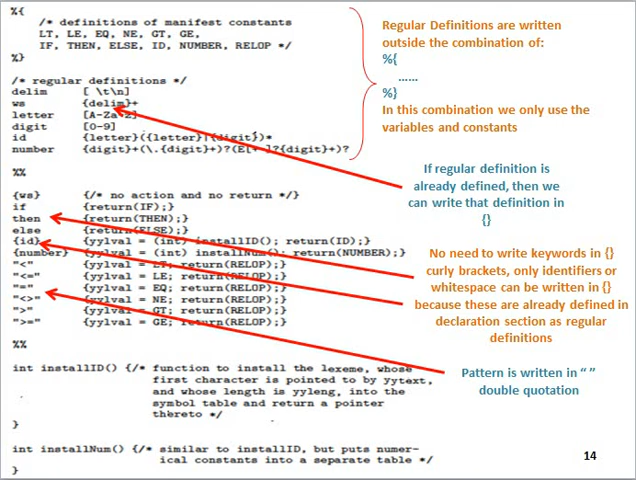 %{
/* definitions of manifest constants
LT, LE, EQ, NE, GT, GE,
IF, THEN, ELSE, ID, NUMBER, RELOP */
%}
/* regular definitions */
delim [ \t\n]
ws {delim}+
letter [A-Za-z]
digit [0-9]
id {letter}({letter}|{digit})*
number {digit}+(\.{digit}+)?(E[+-]?{digit}+)?
%%
{ws} {/* no action and no return */}
if {return(IF);}
then {return(THEN);}
else {return(ELSE);}
"{id} {yylval = (int) installID(); return(ID);}
{number} {yylval = (int) installNum(); return(NUMBER);}
"<" {yylval = LT; return(RELOP);}
"<=" {yylval = LE; return(RELOP);}
"=" {yylval = EQ; return(RELOP);}
"<>" {yylval = NE; return(RELOP);}
">" {yylval = GT; return(RELOP);}
">=" {yylval = GE; return(RELOP);}
%%
int installID() {/* function to install the lexeme, whose
first character is pointed to by yytext,
and whose length is yyleng, into the
symbol table and return a pointer
thereto */
}
int installNum() {/* similar to installID, but puts numer-
ical constants into a separate table */
}
Regular Definitions are written
outside the combination of:
%{
......
%}
In this combination we only use the
variables and constants
If regular definition is
already defined, then we
can write that definition in
{}
No need to write keywords in {}
curly brackets, only identifiers or
whitespace can be written in {}
because these are already defined in
declaration section as regular
definitions
Pattern is written in “ ”
double quotation
14